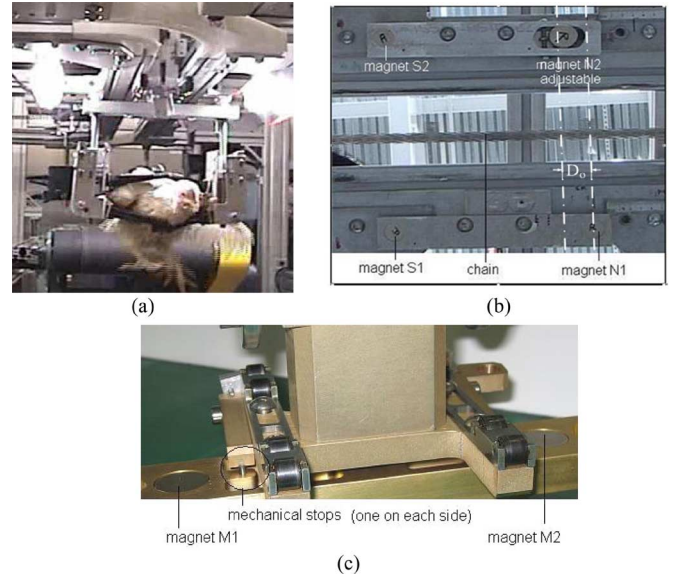 magnet S2
magnet N2
adjustable
Do
magnet S1
chain
magnet N1
(a)
(b)
mechanical stops (one on each side)
magnet M1
magnet M2
(c)